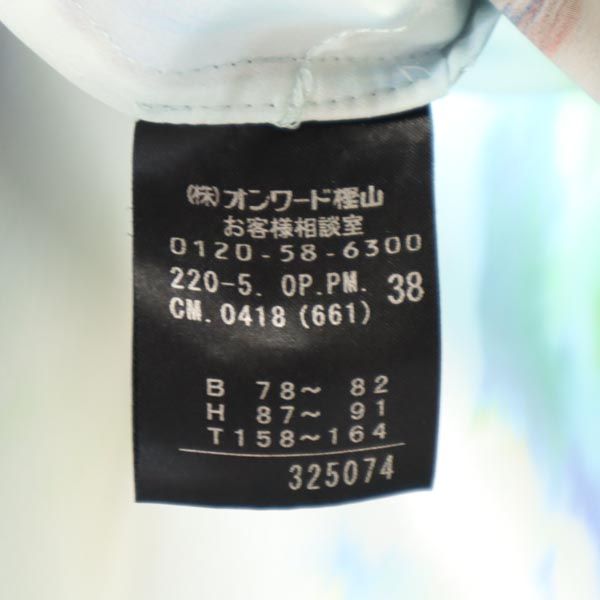 (株)オンワード樫山
お客様相談室
0120-58-6300
220-5. OP.PM. 38
CM.0418 (661)
B 78～ 82
H 87～ 91
T158～164
325074